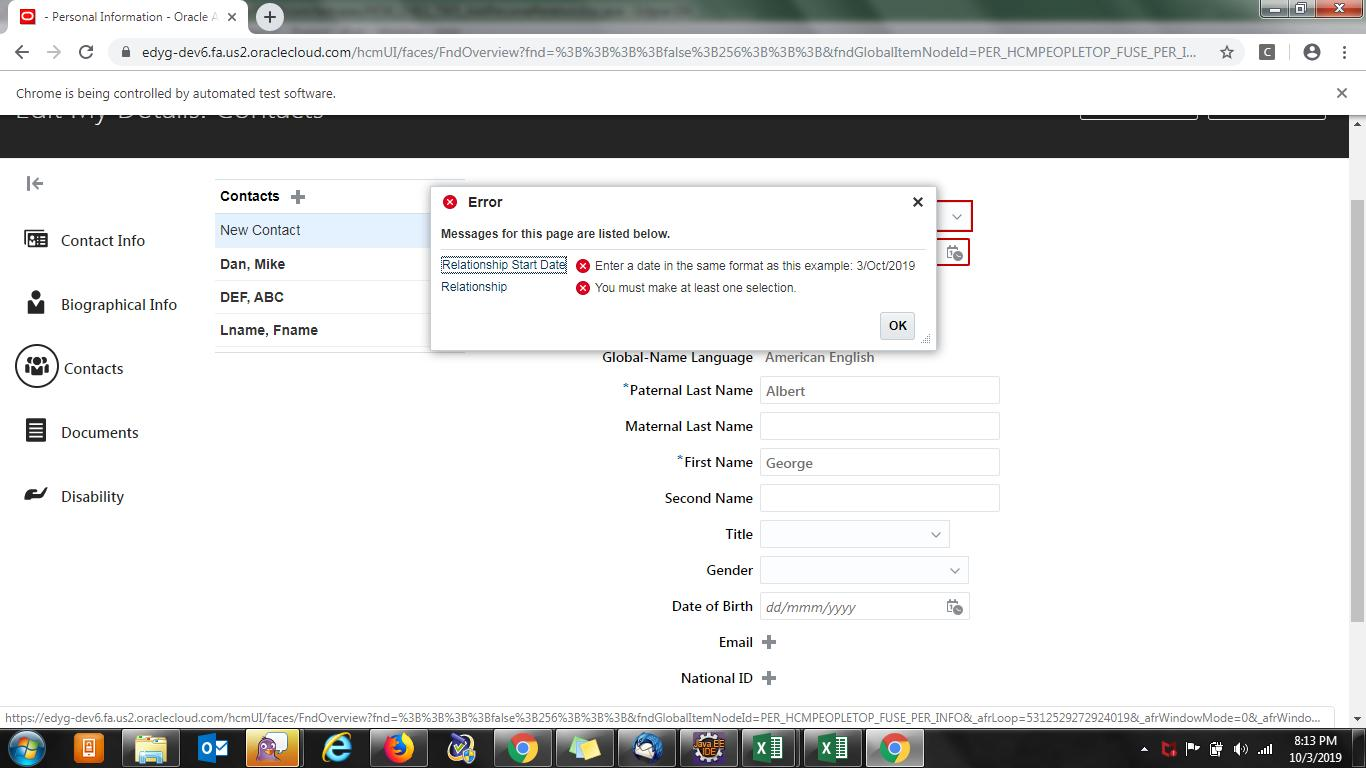 - Personal Information - Oracle A
edyg-dev6.fa.us2.oraclecloud.com/hcmUI/faces/FndOverview?fnd=%3B%3B%3B%3Bfalse%3B256%3B%3B%3B&fndGlobalItemNodeId=PER_HCMPEOPLETOP_FUSE_PER_I...
C
Chrome is being controlled by automated test software.
Edit My Details: Contacts
Contacts
New Contact
Dan, Mike
DEF, ABC
Lname, Fname
Contact Info
Biographical Info
Contacts
Documents
Disability
Error
Messages for this page are listed below.
Relationship Start Date Enter a date in the same format as this example: 3/Oct/2019
Relationship You must make at least one selection.
OK
Global-Name Language American English
*Paternal Last Name Albert
Maternal Last Name
*First Name George
Second Name
Title
Gender
Date of Birth dd/mmm/yyyy
Email
National ID
https://edyg-dev6.fa.us2.oraclecloud.com/hcmUI/faces/FndOverview?fnd=%3B%3B%3B%3Bfalse%3B256%3B%3B%3B&fndGlobalItemNodeId=PER_HCMPEOPLETOP_FUSE_PER_INFO&_afrLoop=5312529272924019&_afrWindowMode=0&_afrWindo...
Java EE
IDE
8:13 PM
10/3/2019